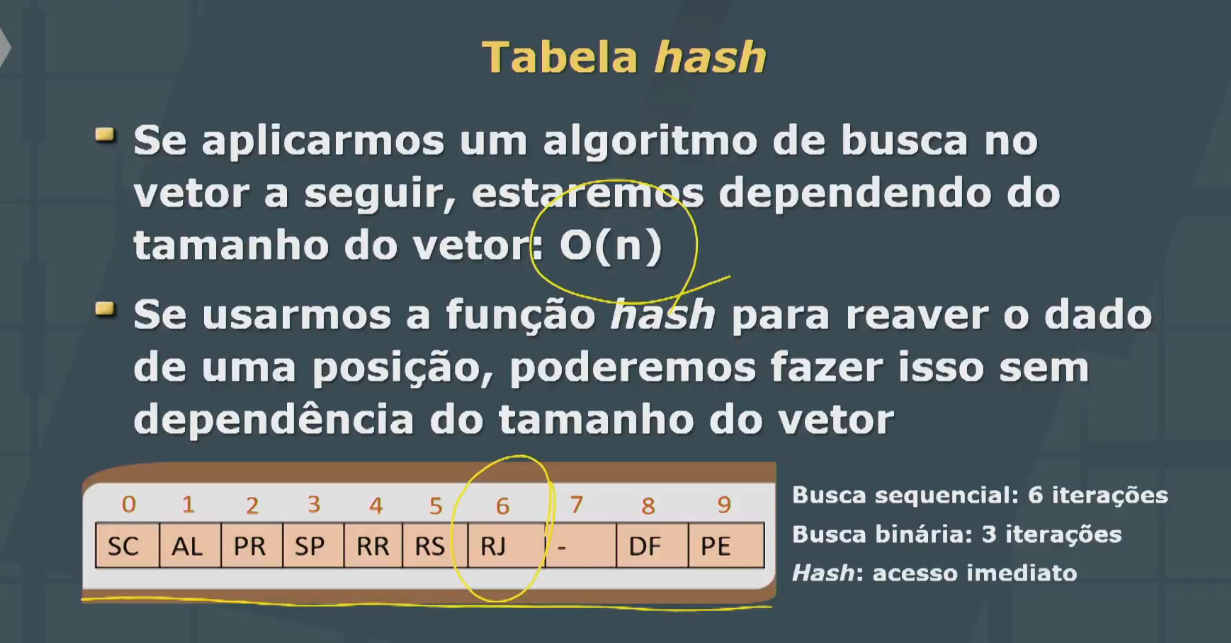 Tabela hash
Se aplicarmos um algoritmo de busca no
vetor a seguir, estaremos dependendo do
tamanho do vetor: O(n)
Se usarmos a função hash para reaver o dado
de uma posição, poderemos fazer isso sem
dependência do tamanho do vetor
0 1 2 3 4 5 6 7 8 9
SC AL PR SP RR RS RJ - DF PE
Busca sequencial: 6 iterações
Busca binária: 3 iterações
Hash: acesso imediato